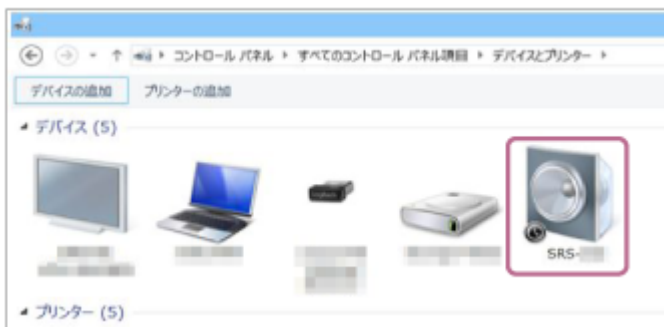 コントロール パネル ▸ すべてのコントロール パネル項目 ▸ デバイスとプリンター ▸
デバイスの追加 プリンターの追加
デバイス (5)
SRS-
プリンター (5)